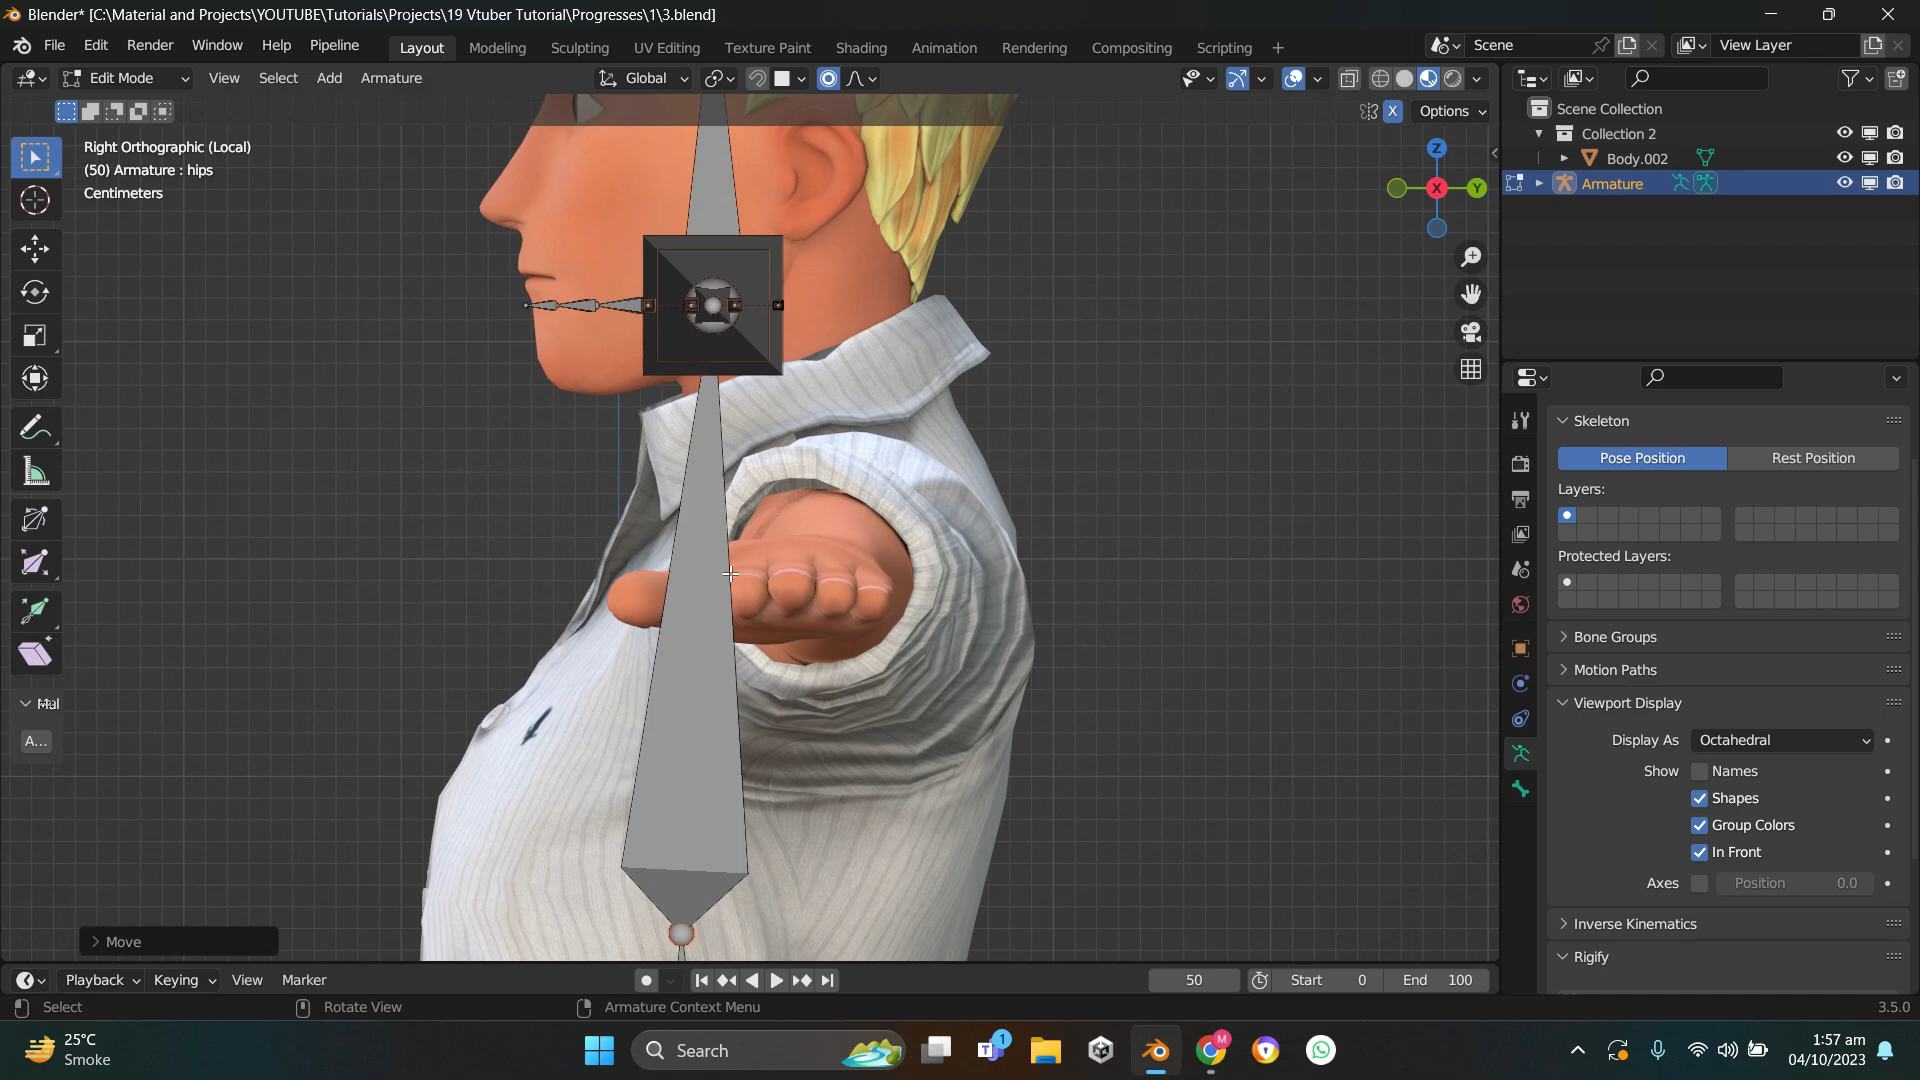 Blender* [C:\Material and Projects\YOUTUBE\Tutorials\Projects\19 Vtuber Tutorial\Progresses\1\3.blend]
File Edit Render Window Help Pipeline Layout Modeling Sculpting UV Editing Texture Paint Shading Animation Rendering Compositing Scripting + Scene View Layer
Edit Mode View Select Add Armature Global
X Options
Right Orthographic (Local)
(50) Armature : hips
Centimeters
Z
X Y
A...
Move
Scene Collection
Collection 2
Body.002
Armature
Skeleton
Pose Position Rest Position
Layers:
Protected Layers:
Bone Groups
Motion Paths
Viewport Display
Display As Octahedral
Show Names
Shapes
Group Colors
In Front
Axes Position 0.0
Inverse Kinematics
Rigify
Playback Keying View Marker 50 Start 0 End 100
Select Rotate View Armature Context Menu 3.5.0
25°C
Smoke
Search
1
M
1:57 am
04/10/2023